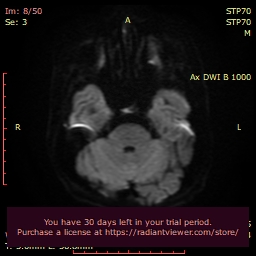 Im: 8/50
Se: 3
A
STP70
STP70
M
Ax DWI B 1000
R
L
You have 30 days left in your trial period.
Purchase a license at https://radiantviewer.com/store/